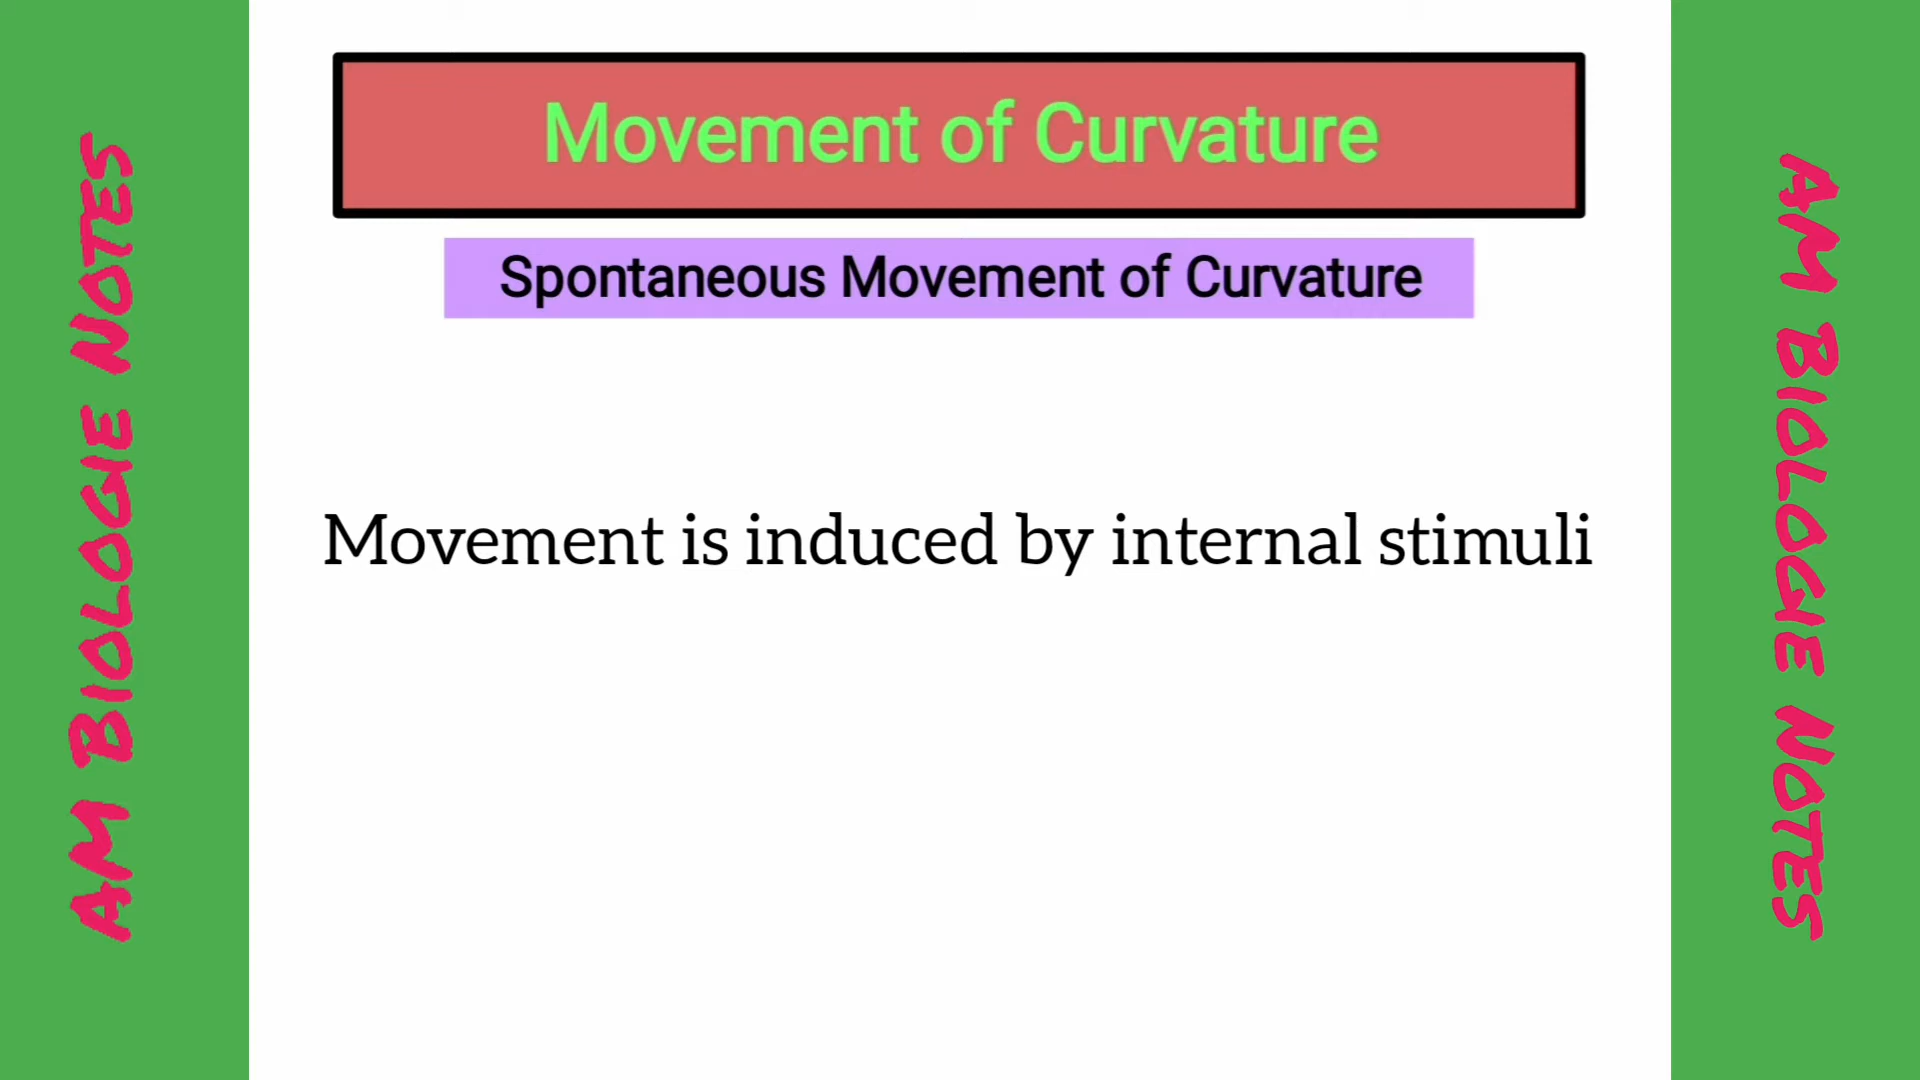 Movement of Curvature
Spontaneous Movement of Curvature
Movement is induced by internal stimuli
AM BIOLOGIE NOTES
AM BIOLOGIE NOTES